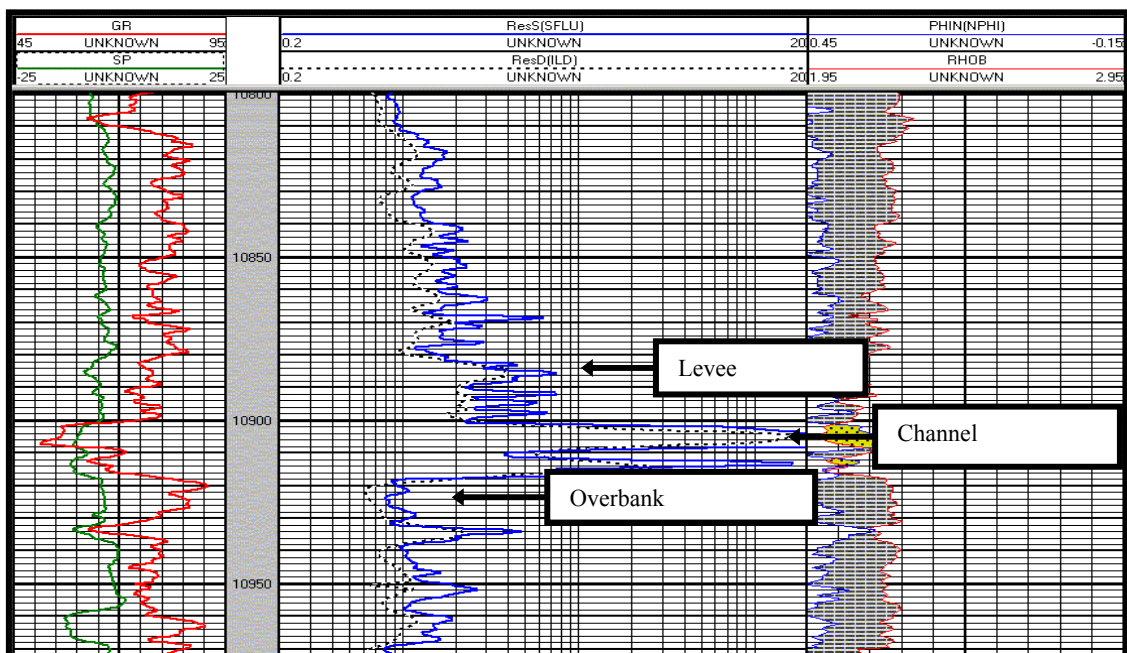 GR
45 UNKNOWN 95
SP
-25 UNKNOWN 25
ResS(SFLU)
0.2 UNKNOWN 20
ResD(ILD)
0.2 UNKNOWN 20
PHIN(NPHI)
0.45 UNKNOWN -0.15
RHOB
1.95 UNKNOWN 2.95
10800
10850
Levee
10900
Channel
Overbank
10950